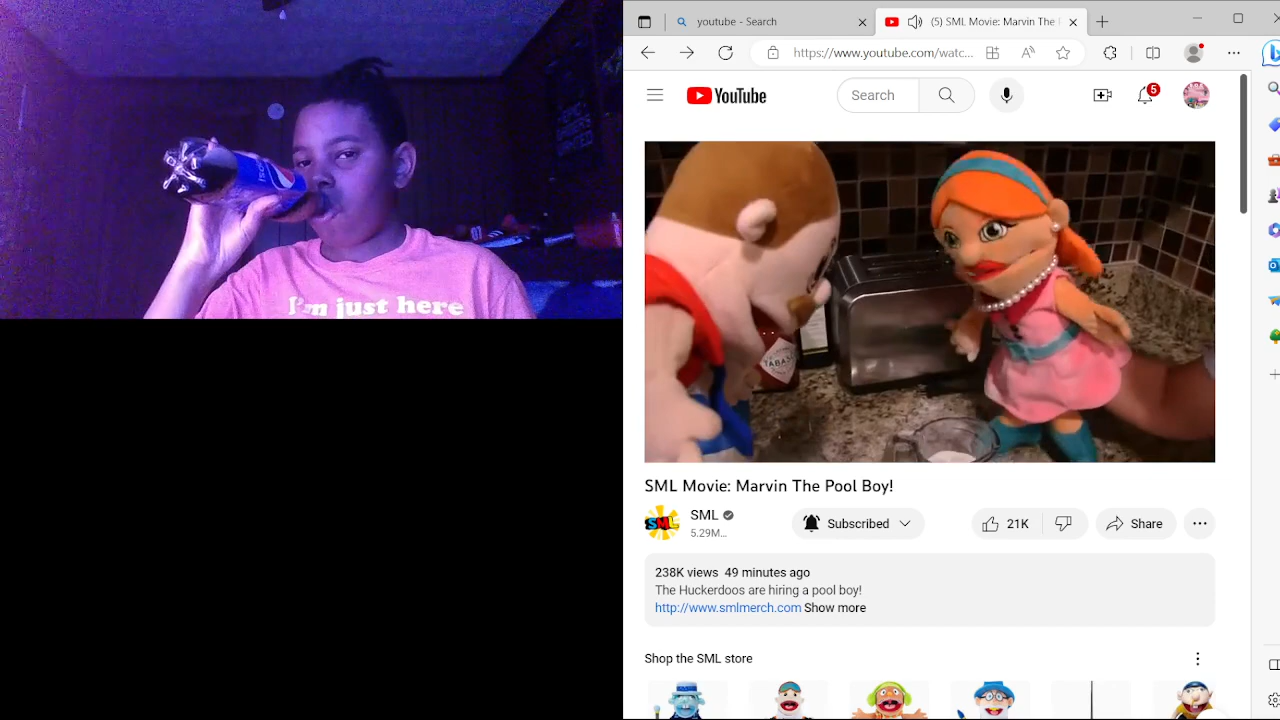 youtube - Search
(5) SML Movie: Marvin The
https://www.youtube.com/watc...
YouTube
Search
5
I'm just here
TABAS
SML Movie: Marvin The Pool Boy!
SML
SML
5.29M...
Subscribed
21K
Share
238K views 49 minutes ago
The Huckerdoos are hiring a pool boy!
http://www.smlmerch.com Show more
Shop the SML store